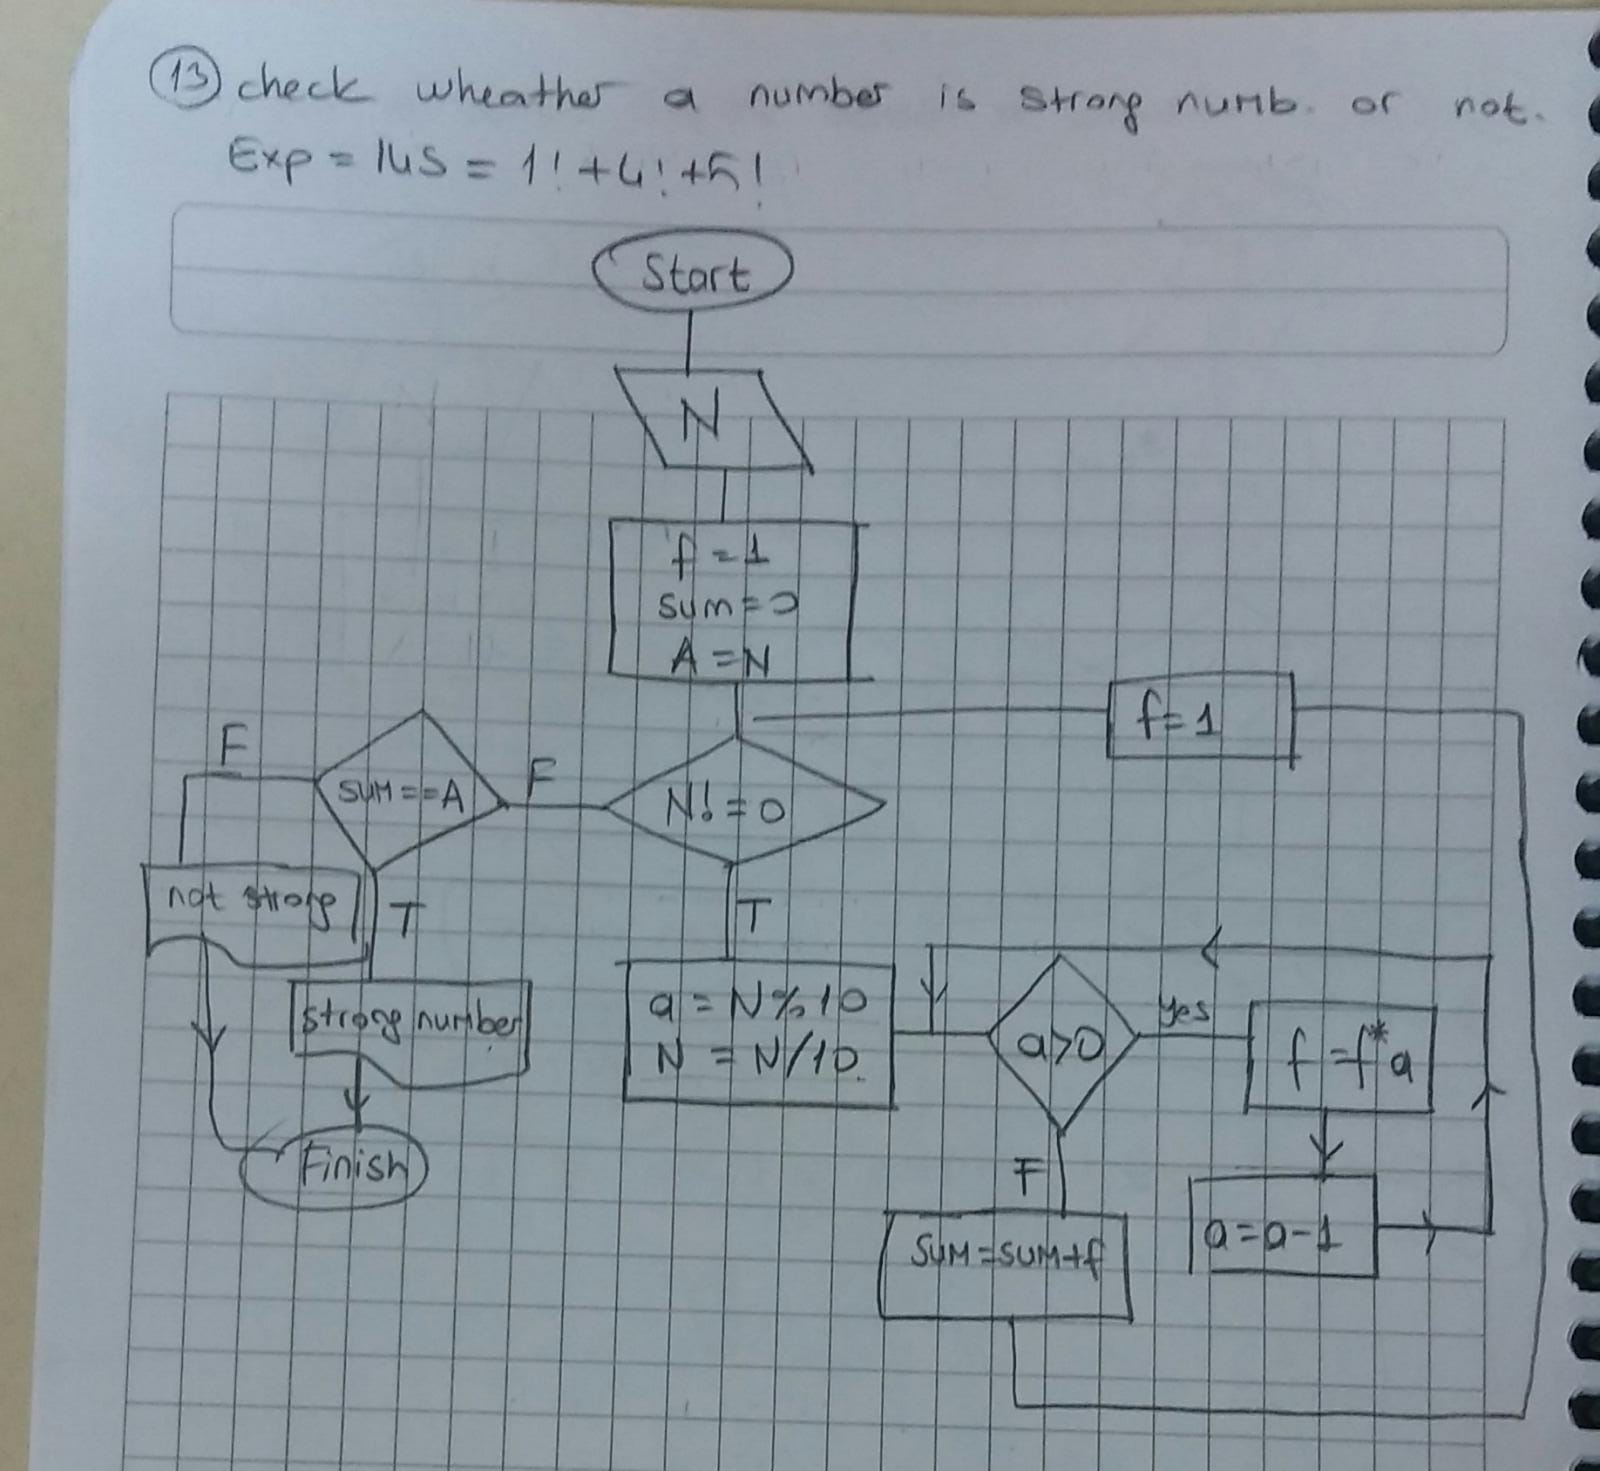 13 check wheather a number is strong numb. or not.
Exp = 145 = 1! + 4! + 5!
Start
N
f = 1
sum = 0
A = N
f = 1
F
sum == A
F
N! = 0
not strong
T
T
strong number
a = N % 10
N = N/10
a>0
yes
f = f * a
Finish
F
sum = sum+f
a = a-1